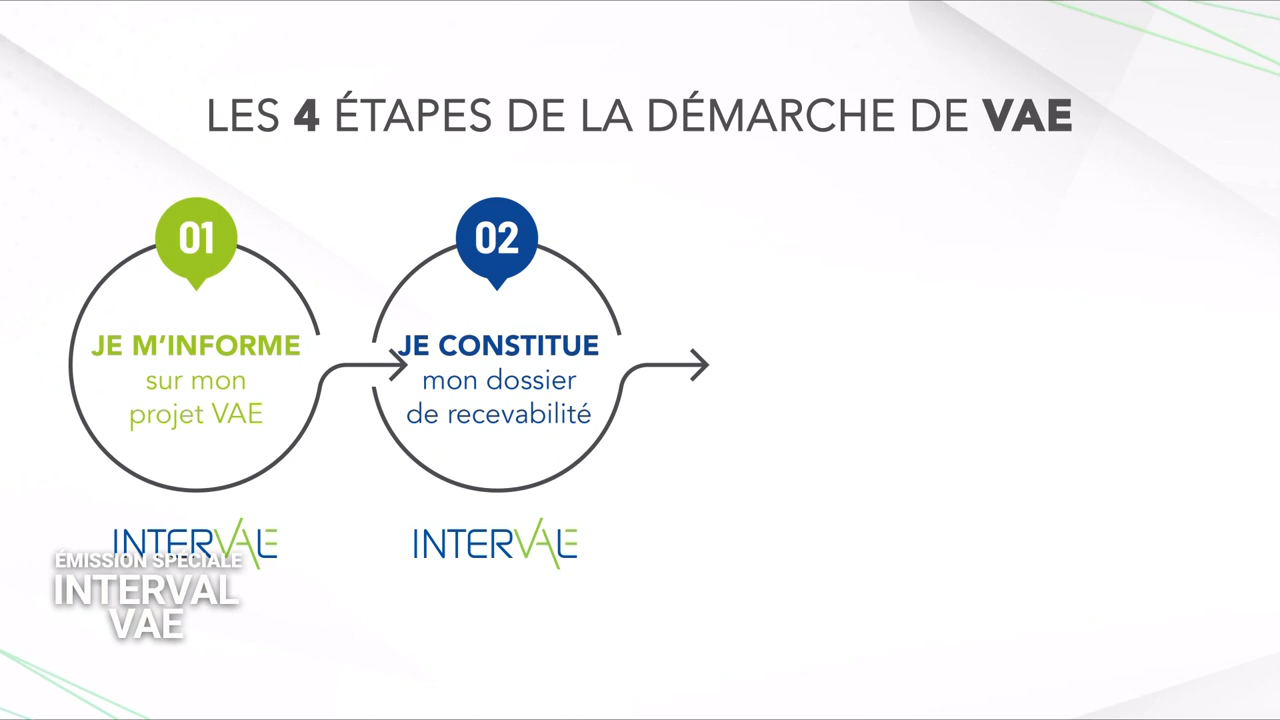 LES 4 ÉTAPES DE LA DÉMARCHE DE VAE
01
JE M’INFORME
sur mon
projet VAE
INTERVAE
02
JE CONSTITUE
mon dossier
de recevabilité
INTERVAE
ÉMISSION SPÉCIALE
INTERVAL
VAE